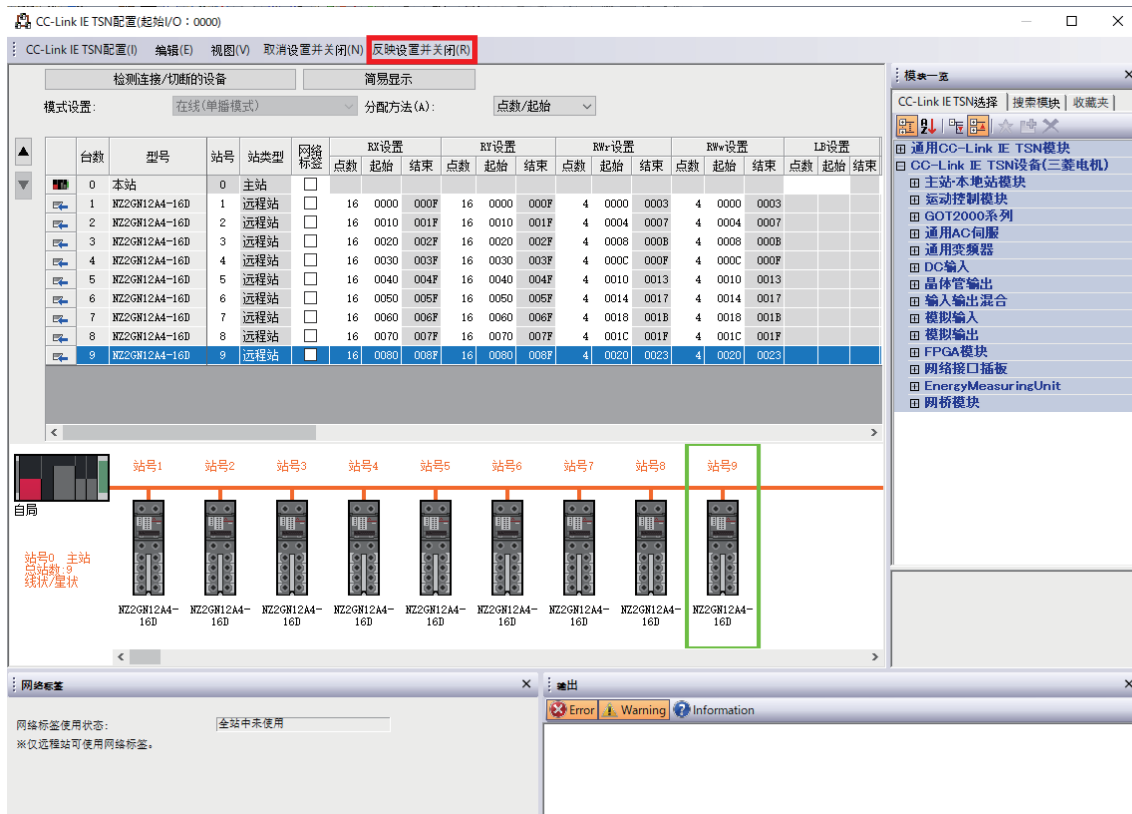 CC-Link IE TSN配置(起始I/O：0000)
CC-Link IE TSN配置(I) 编辑(E) 视图(V) 取消设置并关闭(N) 反映设置并关闭(R)
检测连接/切断的设备 简易显示
模式设置: 在线(单播模式) 分配方法(A): 点数/起始
台数 型号 站号 站类型 网络标签 RX设置 RY设置 RWr设置 RWw设置 LB设置
点数 起始 结束 点数 起始 结束 点数 起始 结束 点数 起始 结束 点数 起始 结束
0 本站 0 主站
1 NZ2GN12A4-16D 1 远程站 16 0000 000F 16 0000 000F 4 0000 0003 4 0000 0003
2 NZ2GN12A4-16D 2 远程站 16 0010 001F 16 0010 001F 4 0004 0007 4 0004 0007
3 NZ2GN12A4-16D 3 远程站 16 0020 002F 16 0020 002F 4 0008 000B 4 0008 000B
4 NZ2GN12A4-16D 4 远程站 16 0030 003F 16 0030 003F 4 000C 000F 4 000C 000F
5 NZ2GN12A4-16D 5 远程站 16 0040 004F 16 0040 004F 4 0010 0013 4 0010 0013
6 NZ2GN12A4-16D 6 远程站 16 0050 005F 16 0050 005F 4 0014 0017 4 0014 0017
7 NZ2GN12A4-16D 7 远程站 16 0060 006F 16 0060 006F 4 0018 001B 4 0018 001B
8 NZ2GN12A4-16D 8 远程站 16 0070 007F 16 0070 007F 4 001C 001F 4 001C 001F
9 NZ2GN12A4-16D 9 远程站 16 0080 008F 16 0080 008F 4 0020 0023 4 0020 0023
站号1 站号2 站号3 站号4 站号5 站号6 站号7 站号8 站号9
自局
站号0 主站
总站数:9
线状/星状
NZ2GN12A4- NZ2GN12A4- NZ2GN12A4- NZ2GN12A4- NZ2GN12A4- NZ2GN12A4- NZ2GN12A4- NZ2GN12A4- NZ2GN12A4-
16D 16D 16D 16D 16D 16D 16D 16D 16D
模块一览
CC-Link IE TSN选择 搜索模块 收藏夹
通用CC-Link IE TSN模块
CC-Link IE TSN设备(三菱电机)
主站·本地站模块
运动控制模块
GOT2000系列
通用AC伺服
通用变频器
DC输入
晶体管输出
输入输出混合
模拟输入
模拟输出
FPGA模块
网络接口插板
EnergyMeasuringUnit
网桥模块
网络标签
网络标签使用状态: 全站中未使用
※仅远程站可使用网络标签。
输出
Error Warning Information